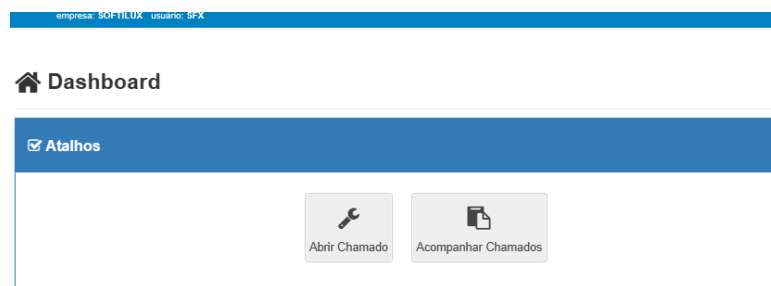 empresa: SOFTILUX usuário: SFX
Dashboard
Atalhos
Abrir Chamado
Acompanhar Chamados